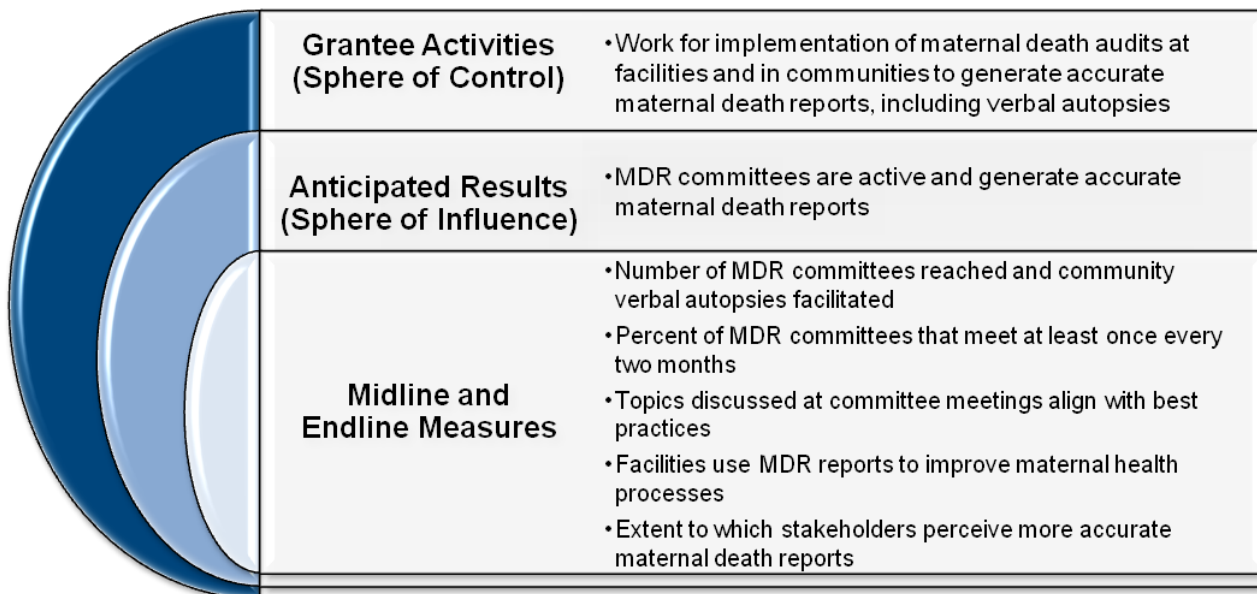 Grantee Activities
(Sphere of Control)
•Work for implementation of maternal death audits at
facilities and in communities to generate accurate
maternal death reports, including verbal autopsies
Anticipated Results
(Sphere of Influence)
•MDR committees are active and generate accurate
maternal death reports
Midline and
Endline Measures
•Number of MDR committees reached and community
verbal autopsies facilitated
•Percent of MDR committees that meet at least once every
two months
•Topics discussed at committee meetings align with best
practices
•Facilities use MDR reports to improve maternal health
processes
•Extent to which stakeholders perceive more accurate
maternal death reports